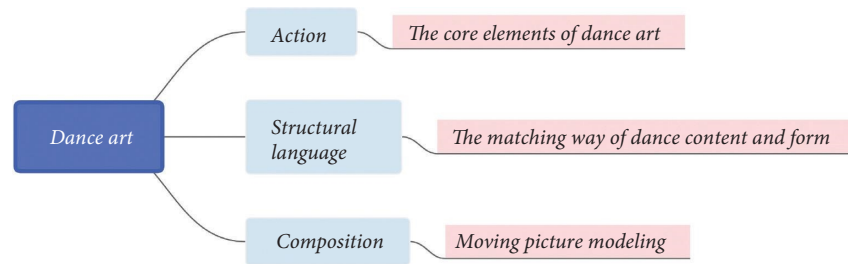 Dance art
Action
The core elements of dance art
Structural
language
The matching way of dance content and form
Composition
Moving picture modeling